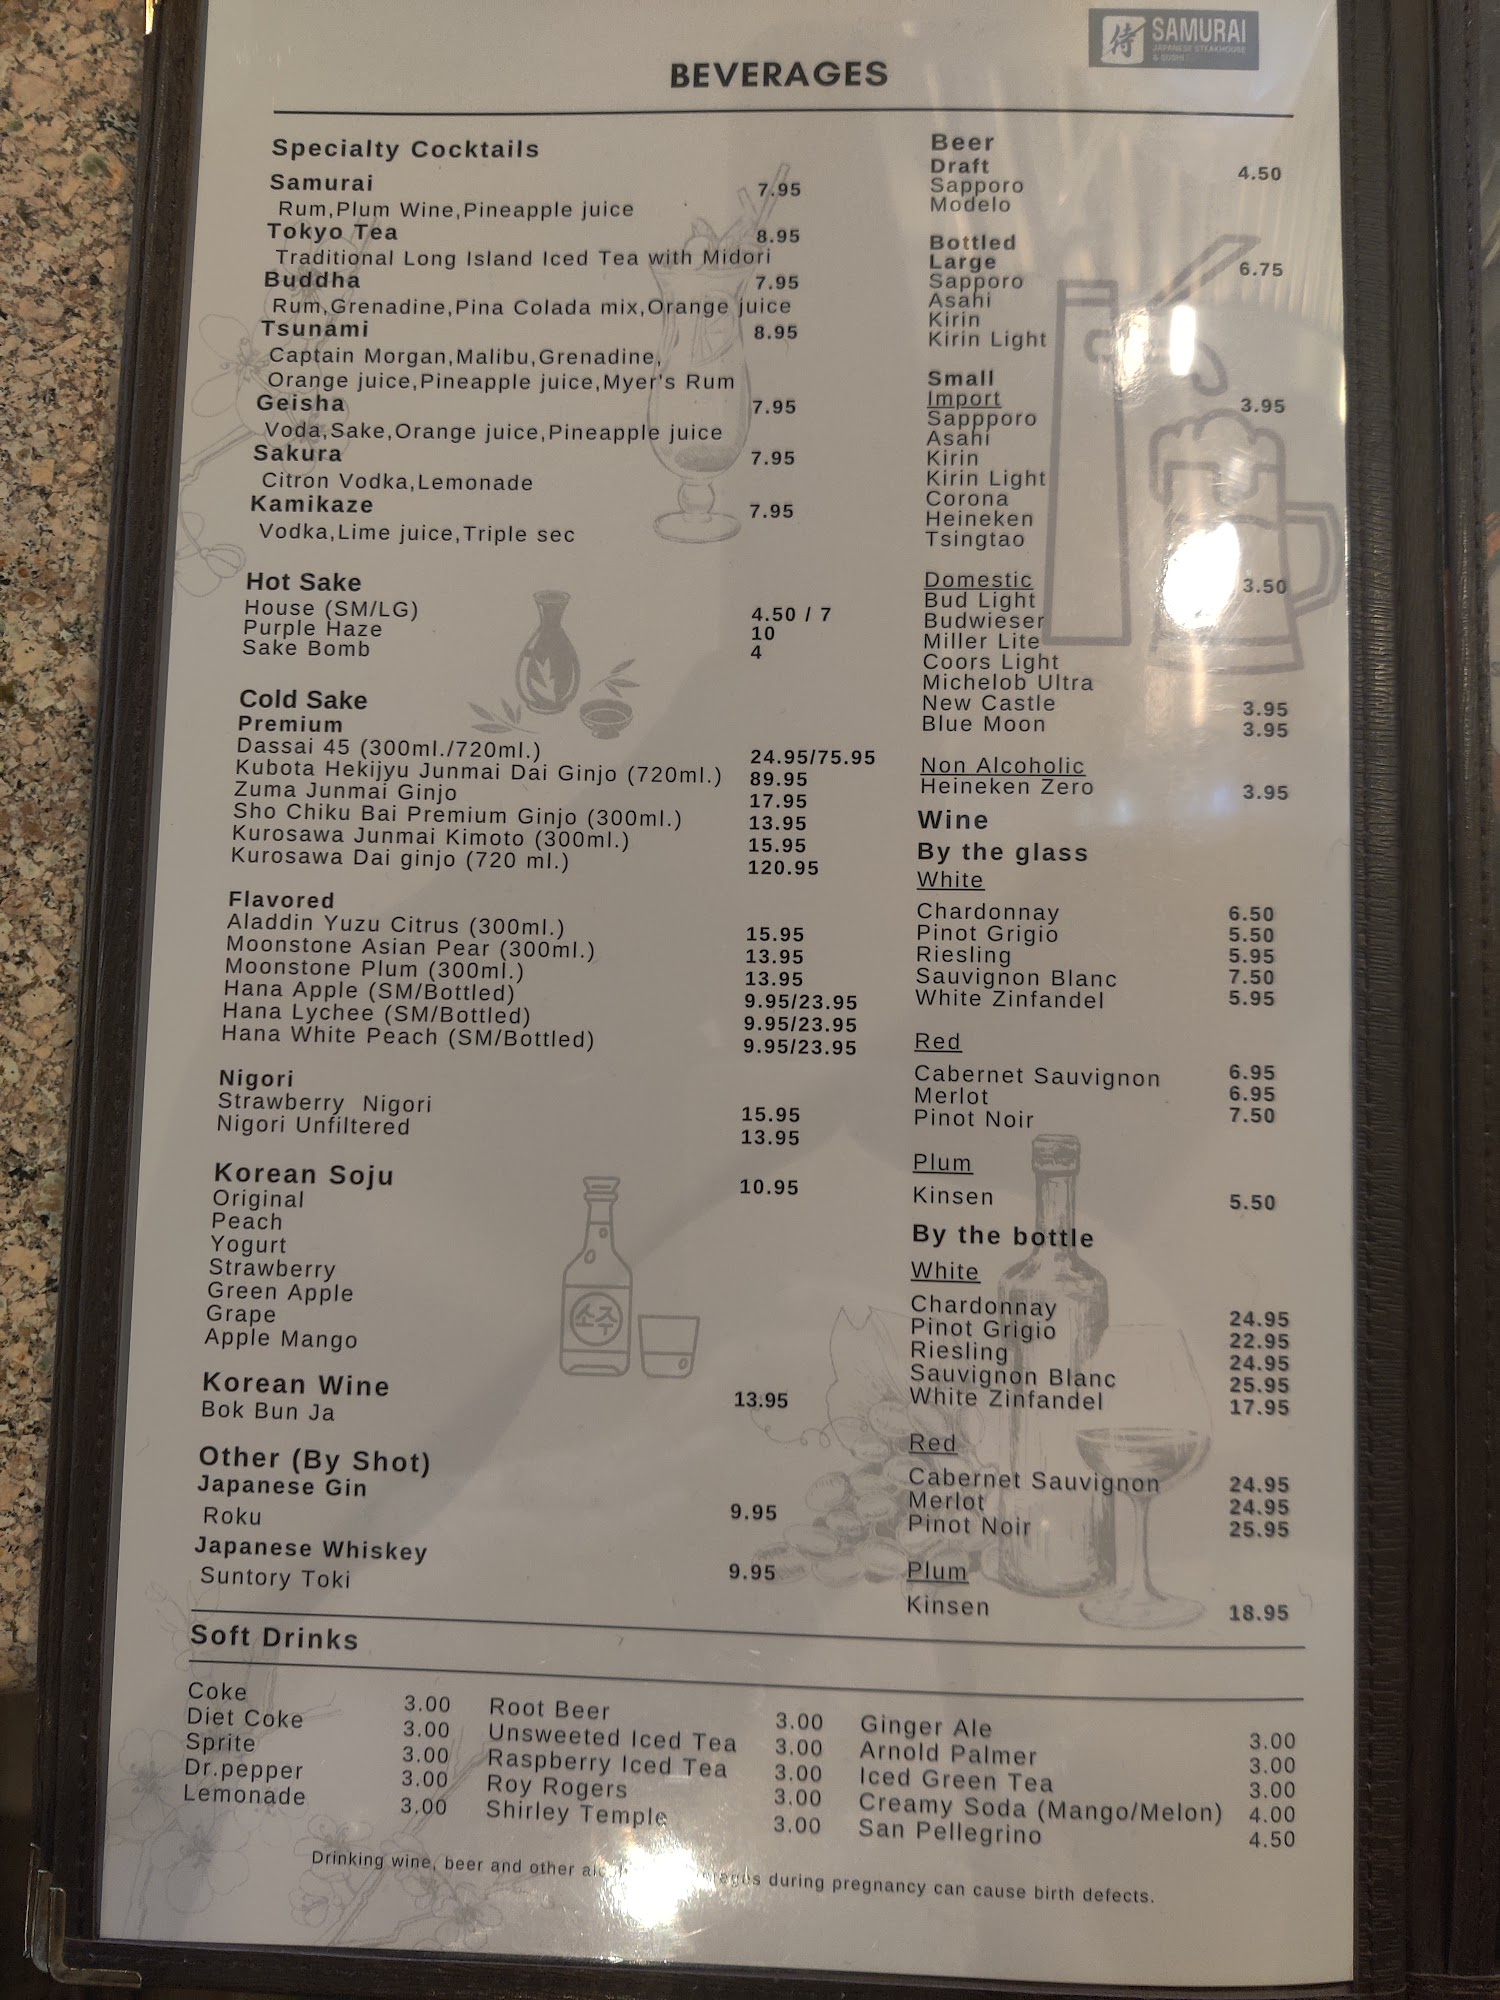 侍 SAMURAI
JAPANESE STEAKHOUSE
& SUSHI
BEVERAGES
Specialty Cocktails
Samurai 7.95
Rum,Plum Wine,Pineapple juice
Tokyo Tea 8.95
Traditional Long Island Iced Tea with Midori
Buddha 7.95
Rum,Grenadine,Pina Colada mix,Orange juice
Tsunami 8.95
Captain Morgan,Malibu,Grenadine,
Orange juice,Pineapple juice,Myer's Rum
Geisha 7.95
Voda,Sake,Orange juice,Pineapple juice
Sakura 7.95
Citron Vodka,Lemonade
Kamikaze 7.95
Vodka,Lime juice,Triple sec
Hot Sake
House (SM/LG) 4.50 / 7
Purple Haze 10
Sake Bomb 4
Cold Sake
Premium
Dassai 45 (300ml./720ml.) 24.95/75.95
Kubota Hekijyu Junmai Dai Ginjo (720ml.) 89.95
Zuma Junmai Ginjo 17.95
Sho Chiku Bai Premium Ginjo (300ml.) 13.95
Kurosawa Junmai Kimoto (300ml.) 15.95
Kurosawa Dai ginjo (720 ml.) 120.95
Flavored
Aladdin Yuzu Citrus (300ml.) 15.95
Moonstone Asian Pear (300ml.) 13.95
Moonstone Plum (300ml.) 13.95
Hana Apple (SM/Bottled) 9.95/23.95
Hana Lychee (SM/Bottled) 9.95/23.95
Hana White Peach (SM/Bottled) 9.95/23.95
Nigori
Strawberry Nigori 15.95
Nigori Unfiltered 13.95
Korean Soju 10.95
Original
Peach
Yogurt
Strawberry
Green Apple
Grape
Apple Mango
소주
Korean Wine 13.95
Bok Bun Ja
Other (By Shot)
Japanese Gin
Roku 9.95
Japanese Whiskey
Suntory Toki 9.95
Beer
Draft 4.50
Sapporo
Modelo
Bottled
Large 6.75
Sapporo
Asahi
Kirin
Kirin Light
Small
Import 3.95
Sappporo
Asahi
Kirin
Kirin Light
Corona
Heineken
Tsingtao
Domestic 3.50
Bud Light
Budwieser
Miller Lite
Coors Light
Michelob Ultra
New Castle 3.95
Blue Moon 3.95
Non Alcoholic
Heineken Zero 3.95
Wine
By the glass
White
Chardonnay 6.50
Pinot Grigio 5.50
Riesling 5.95
Sauvignon Blanc 7.50
White Zinfandel 5.95
Red
Cabernet Sauvignon 6.95
Merlot 6.95
Pinot Noir 7.50
Plum
Kinsen 5.50
By the bottle
White
Chardonnay 24.95
Pinot Grigio 22.95
Riesling 24.95
Sauvignon Blanc 25.95
White Zinfandel 17.95
Red
Cabernet Sauvignon 24.95
Merlot 24.95
Pinot Noir 25.95
Plum
Kinsen 18.95
Soft Drinks
Coke 3.00
Diet Coke 3.00
Sprite 3.00
Dr.pepper 3.00
Lemonade 3.00
Root Beer 3.00
Unsweeted Iced Tea 3.00
Raspberry Iced Tea 3.00
Roy Rogers 3.00
Shirley Temple 3.00
Ginger Ale 3.00
Arnold Palmer 3.00
Iced Green Tea 3.00
Creamy Soda (Mango/Melon) 4.00
San Pellegrino 4.50
Drinking wine, beer and other during pregnancy can cause birth defects.